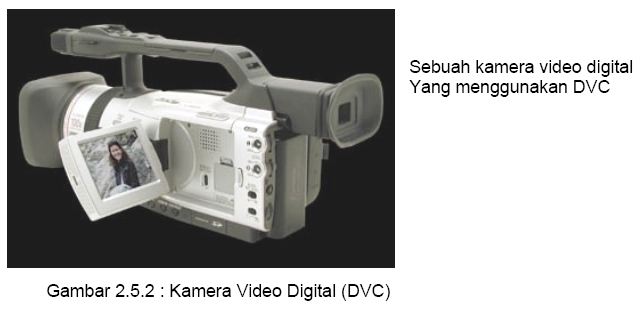 Sebuah kamera video digital
Yang menggunakan DVC
Gambar 2.5.2 : Kamera Video Digital (DVC)